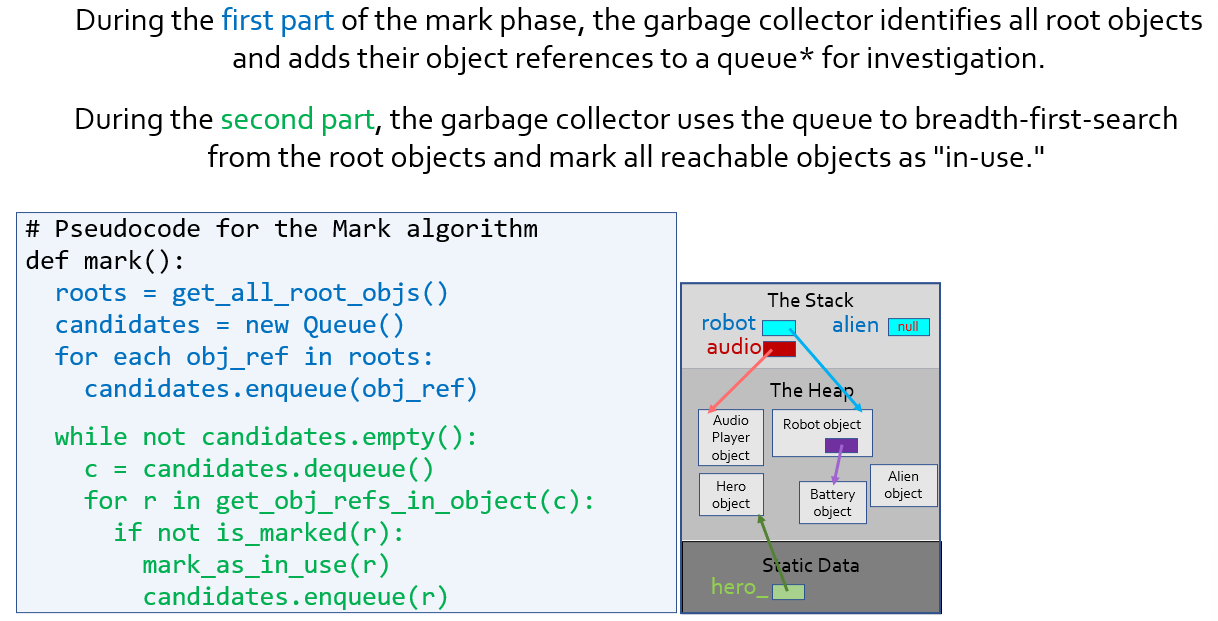 During the first part of the mark phase, the garbage collector identifies all root objects
and adds their object references to a queue* for investigation.
During the second part, the garbage collector uses the queue to breadth-first-search
from the root objects and mark all reachable objects as "in-use."
# Pseudocode for the Mark algorithm
def mark():
  roots = get_all_root_objs()
  candidates = new Queue()
  for each obj_ref in roots:
    candidates.enqueue(obj_ref)
  while not candidates.empty():
    c = candidates.dequeue()
    for r in get_obj_refs_in_object(c):
      if not is_marked(r):
        mark_as_in_use(r)
        candidates.enqueue(r)
The Stack
robot
alien
null
audio
The Heap
Audio
Player
object
Robot object
Hero
object
Battery
object
Alien
object
Static Data
hero_